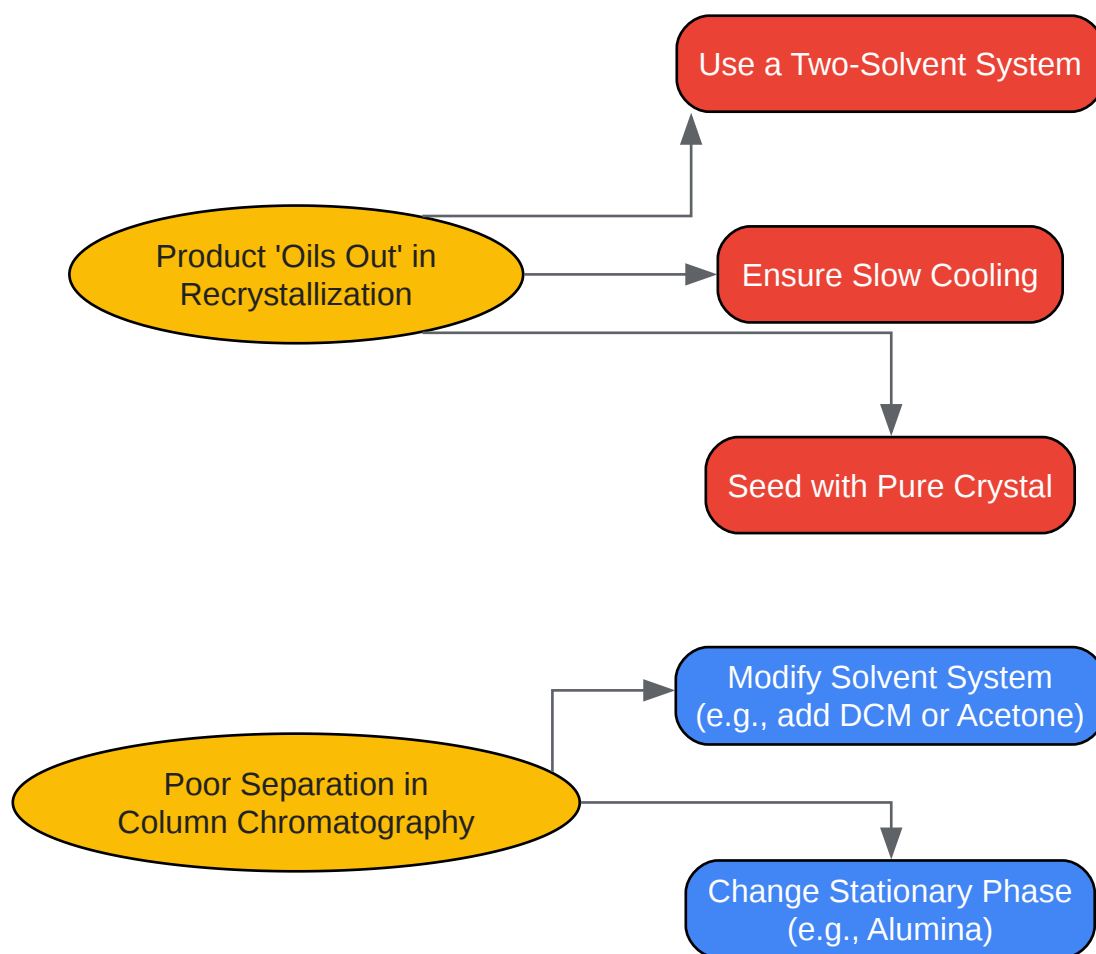 Use a Two-Solvent System
Product 'Oils Out' in
Recrystallization
Ensure Slow Cooling
Seed with Pure Crystal
Modify Solvent System
(e.g., add DCM or Acetone)
Poor Separation in
Column Chromatography
Change Stationary Phase
(e.g., Alumina)